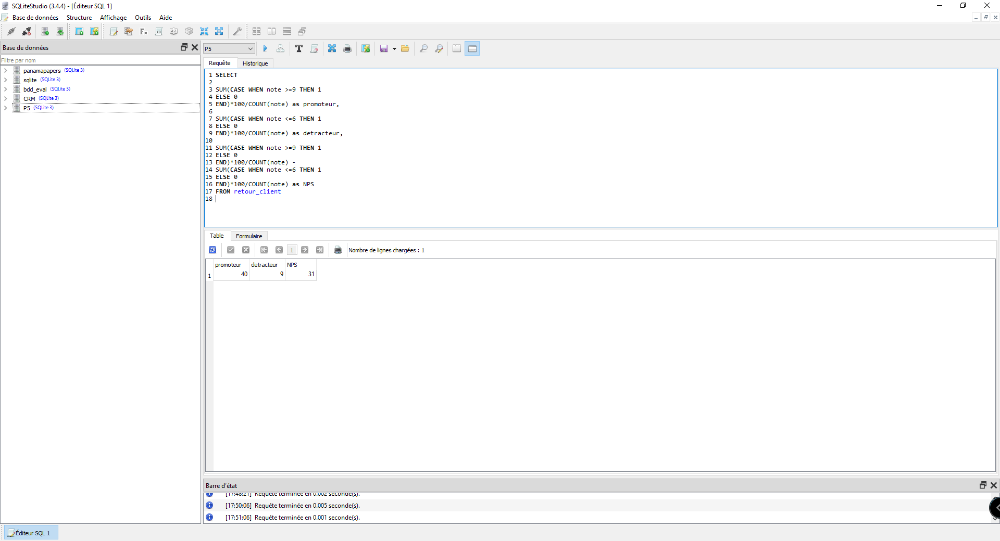 SQLiteStudio (3.4.4) - [Éditeur SQL 1]
Base de données Structure Affichage Outils Aide
Base de données
Filtre par nom
panamapapers (SQLite 3)
sqlite (SQLite 3)
bdd_eval (SQLite 3)
CRM (SQLite 3)
P5 (SQLite 3)
P5
Requête Historique
1 SELECT
2
3 SUM(CASE WHEN note >=9 THEN 1
4 ELSE 0
5 END)*100/COUNT(note) as promoteur,
6
7 SUM(CASE WHEN note <=6 THEN 1
8 ELSE 0
9 END)*100/COUNT(note) as detracteur,
10
11 SUM(CASE WHEN note >=9 THEN 1
12 ELSE 0
13 END)*100/COUNT(note) -
14 SUM(CASE WHEN note <=6 THEN 1
15 ELSE 0
16 END)*100/COUNT(note) as NPS
17 FROM retour_client
18
Table Formulaire
1 Nombre de lignes chargées : 1
promoteur detracteur NPS
1 40 9 31
Barre d'état
[17:48:21] Requête terminée en 0.002 seconde(s).
[17:50:06] Requête terminée en 0.005 seconde(s).
[17:51:06] Requête terminée en 0.001 seconde(s).
Éditeur SQL 1